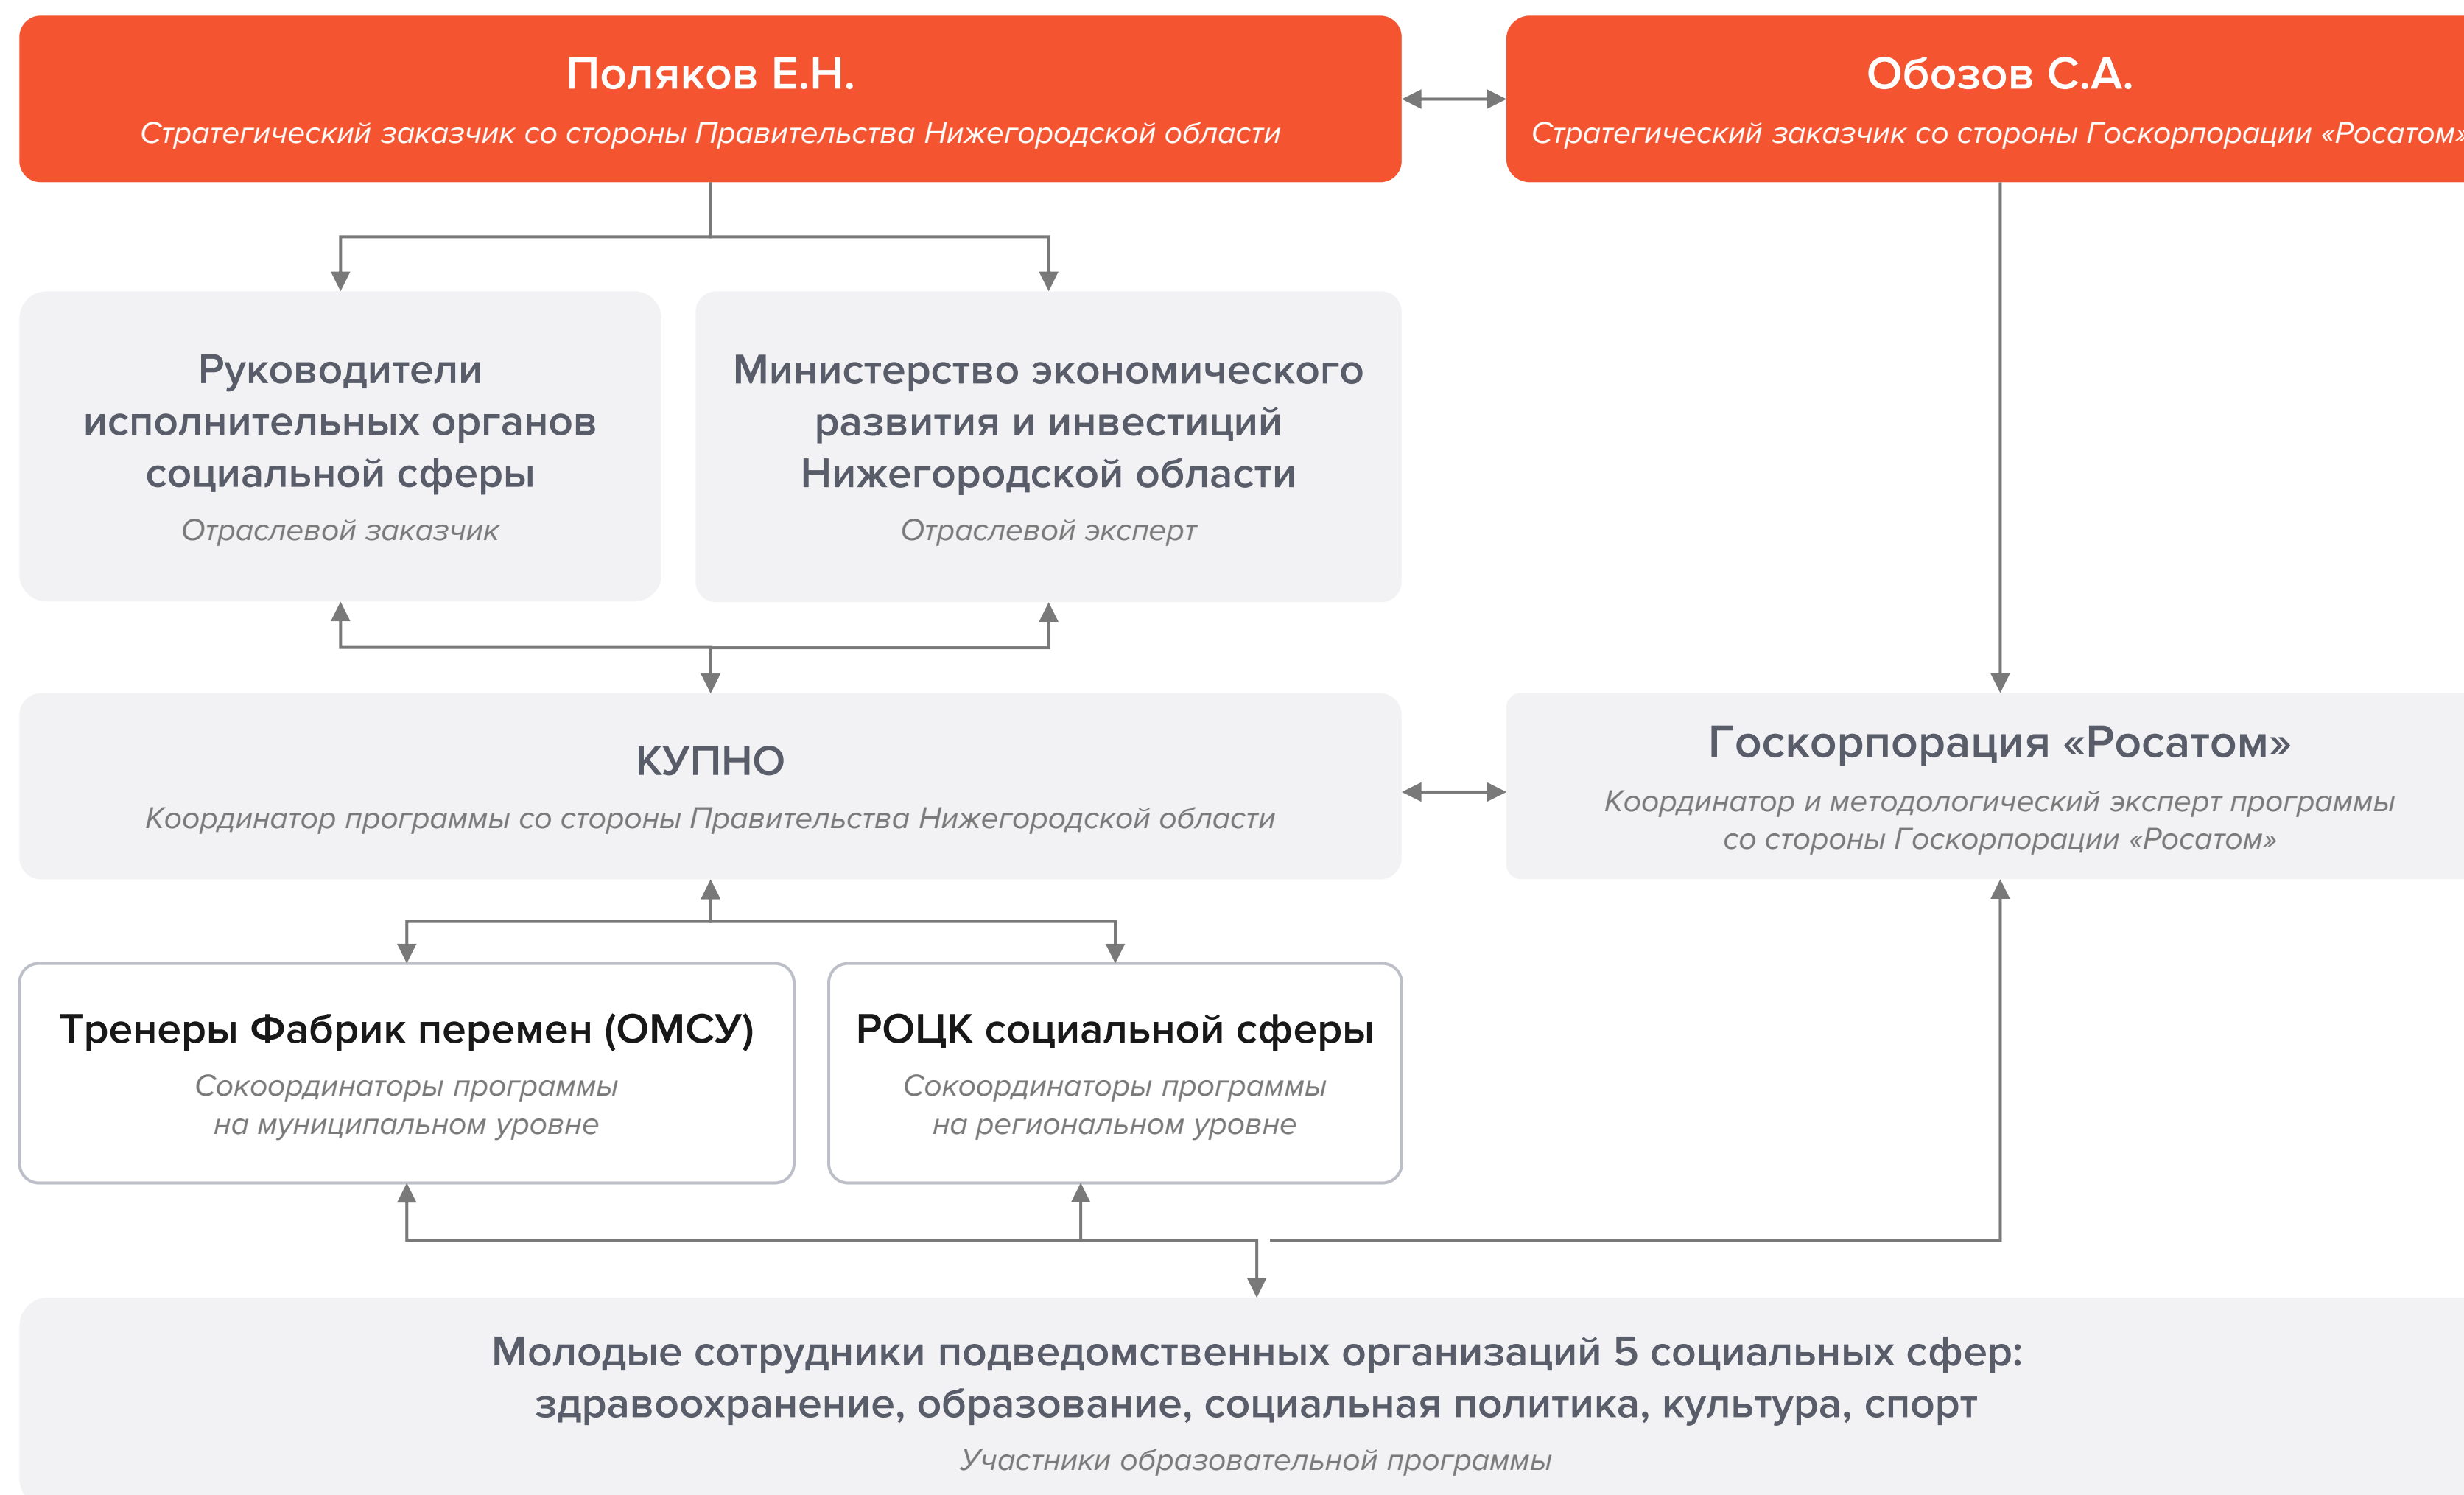 Поляков Е.Н.
Стратегический заказчик со стороны Правительства Нижегородской области
Обозов С.А.
Стратегический заказчик со стороны Госкорпорации «Росатом»
Руководители
исполнительных органов
социальной сферы
Отраслевой заказчик
Министерство экономического
развития и инвестиций
Нижегородской области
Отраслевой эксперт
КУПНО
Координатор программы со стороны Правительства Нижегородской области
Госкорпорация «Росатом»
Координатор и методологический эксперт программы
со стороны Госкорпорации «Росатом»
Тренеры Фабрик перемен (ОМСУ)
Сокоординаторы программы
на муниципальном уровне
РОЦК социальной сферы
Сокоординаторы программы
на региональном уровне
Молодые сотрудники подведомственных организаций 5 социальных сфер:
здравоохранение, образование, социальная политика, культура, спорт
Участники образовательной программы